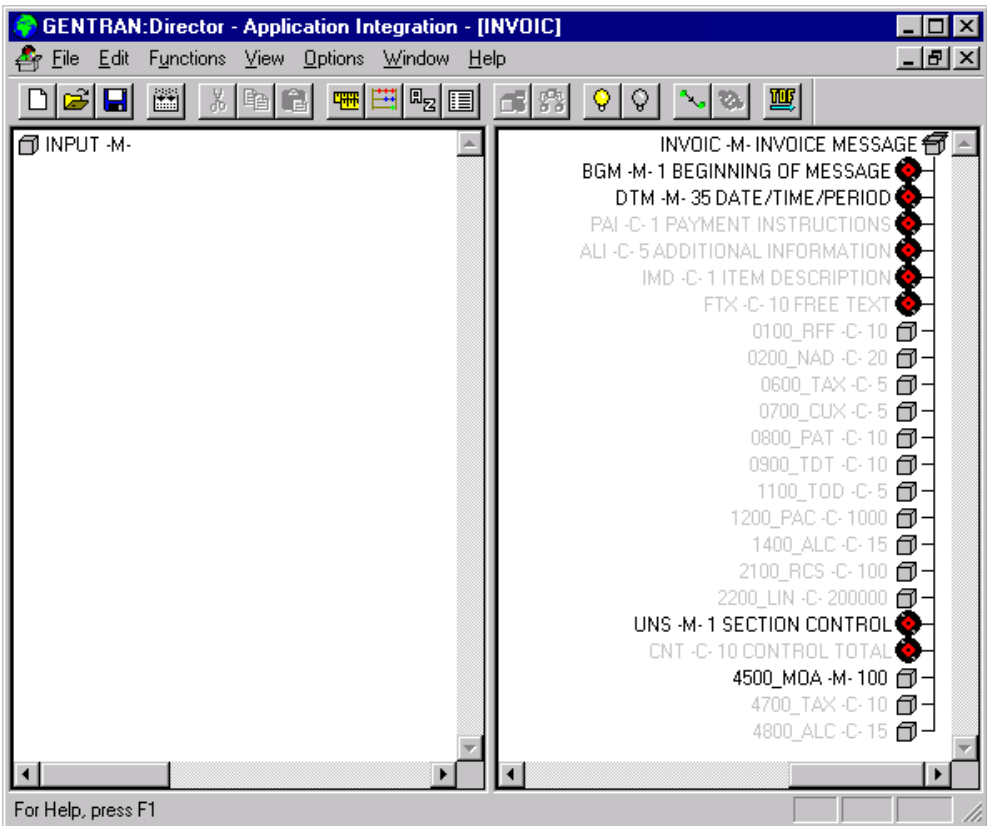 GENTRAN:Director - Application Integration - [INVOIC]
File Edit Functions View Options Window Help
INPUT -M-
INVOIC -M- INVOICE MESSAGE
BGM -M- 1 BEGINNING OF MESSAGE
DTM -M- 35 DATE/TIME/PERIOD
PAI -C- 1 PAYMENT INSTRUCTIONS
ALI -C- 5 ADDITIONAL INFORMATION
IMD -C- 1 ITEM DESCRIPTION
FTX -C- 10 FREE TEXT
0100_RFF -C- 10
0200_NAD -C- 20
0600_TAX -C- 5
0700_CUX -C- 5
0800_PAT -C- 10
0900_TDT -C- 10
1100_TOD -C- 5
1200_PAC -C- 1000
1400_ALC -C- 15
2100_RCS -C- 100
2200_LIN -C- 200000
UNS -M- 1 SECTION CONTROL
CNT -C- 10 CONTROL TOTAL
4500_MOA -M- 100
4700_TAX -C- 10
4800_ALC -C- 15
For Help, press F1